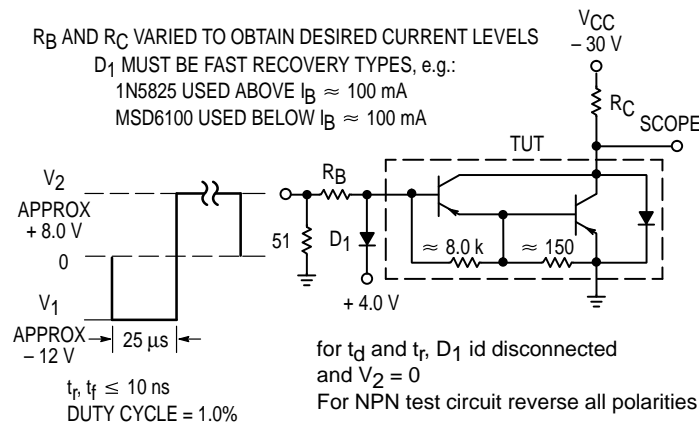 R_B AND R_C VARIED TO OBTAIN DESIRED CURRENT LEVELS
D_1 MUST BE FAST RECOVERY TYPES, e.g.:
1N5825 USED ABOVE I_B ≈ 100 mA
MSD6100 USED BELOW I_B ≈ 100 mA
V_CC
– 30 V
R_C
SCOPE
TUT
V_2
APPROX
+ 8.0 V
0
V_1
APPROX
– 12 V
25 µs
t_r, t_f ≤ 10 ns
DUTY CYCLE = 1.0%
R_B
51
D_1
+ 4.0 V
≈ 8.0 k
≈ 150
for t_d and t_r, D_1 id disconnected
and V_2 = 0
For NPN test circuit reverse all polarities